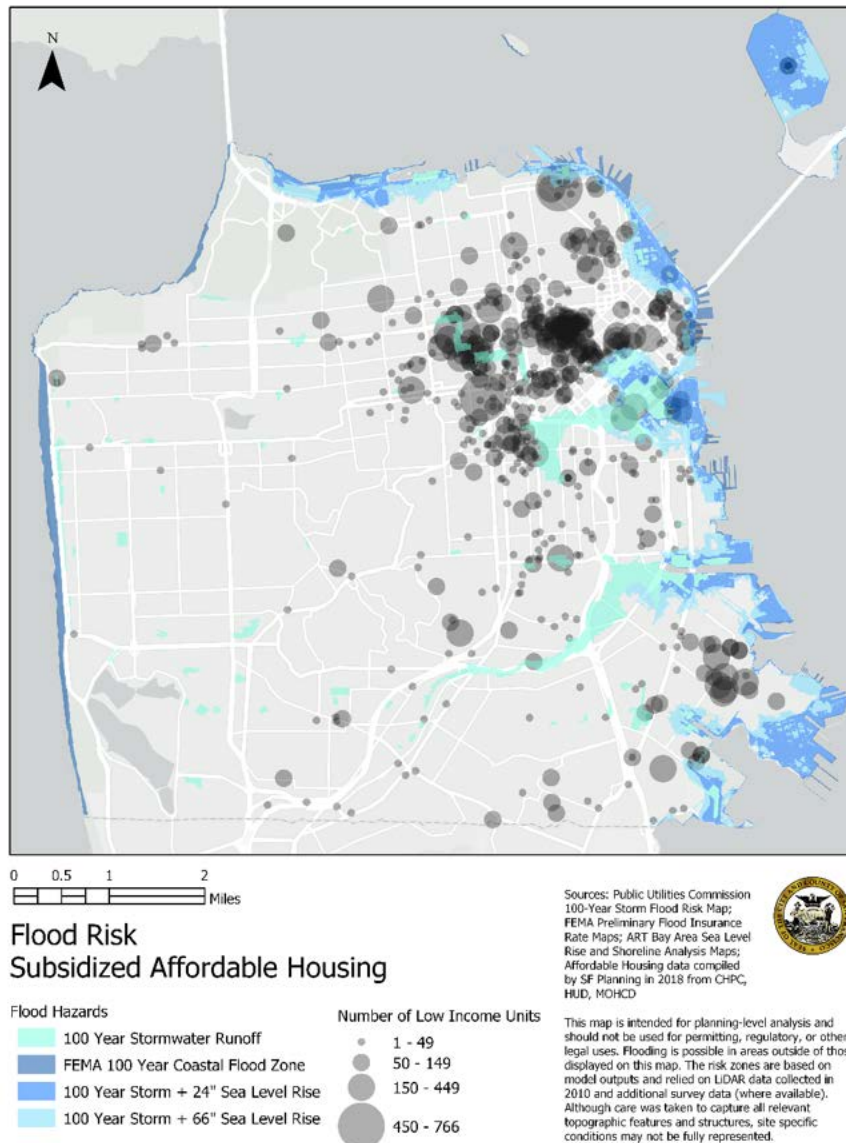 N
0 0.5 1 2
Miles
Flood Risk
Subsidized Affordable Housing
Flood Hazards
100 Year Stormwater Runoff
FEMA 100 Year Coastal Flood Zone
100 Year Storm + 24" Sea Level Rise
100 Year Storm + 66" Sea Level Rise
Number of Low Income Units
1 - 49
50 - 149
150 - 449
450 - 766
Sources: Public Utilities Commission
100-Year Storm Flood Risk Map;
FEMA Preliminary Flood Insurance
Rate Maps; ART Bay Area Sea Level
Rise and Shoreline Analysis Maps;
Affordable Housing data compiled
by SF Planning in 2018 from CHPC,
HUD, MOHCD
This map is intended for planning-level analysis and
should not be used for permitting, regulatory, or other
legal uses. Flooding is possible in areas outside of those
displayed on this map. The risk zones are based on
model outputs and relied on LiDAR data collected in
2010 and additional survey data (where available).
Although care was taken to capture all relevant
topographic features and structures, site specific
conditions may not be fully represented.